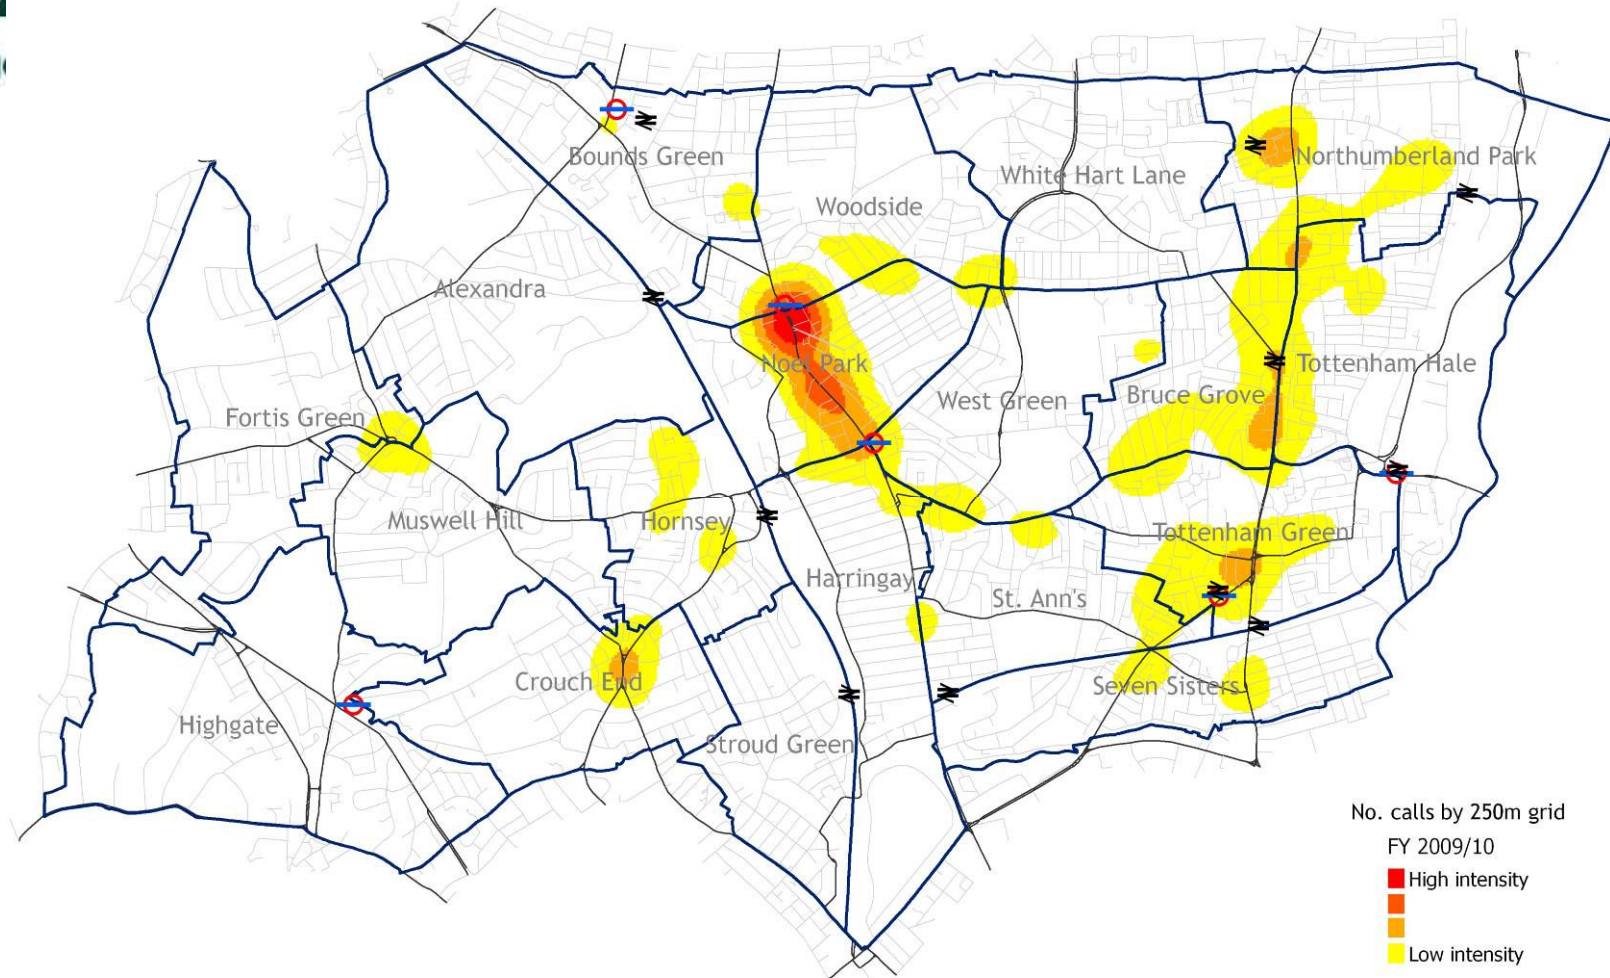 Bounds Green
Northumberland Park
White Hart Lane
Woodside
Alexandra
Noel Park
Tottenham Hale
Bruce Grove
West Green
Fortis Green
Muswell Hill
Hornsey
Tottenham Green
Harringay
St. Ann's
Crouch End
Seven Sisters
Highgate
Stroud Green
No. calls by 250m grid
FY 2009/10
High intensity
Low intensity